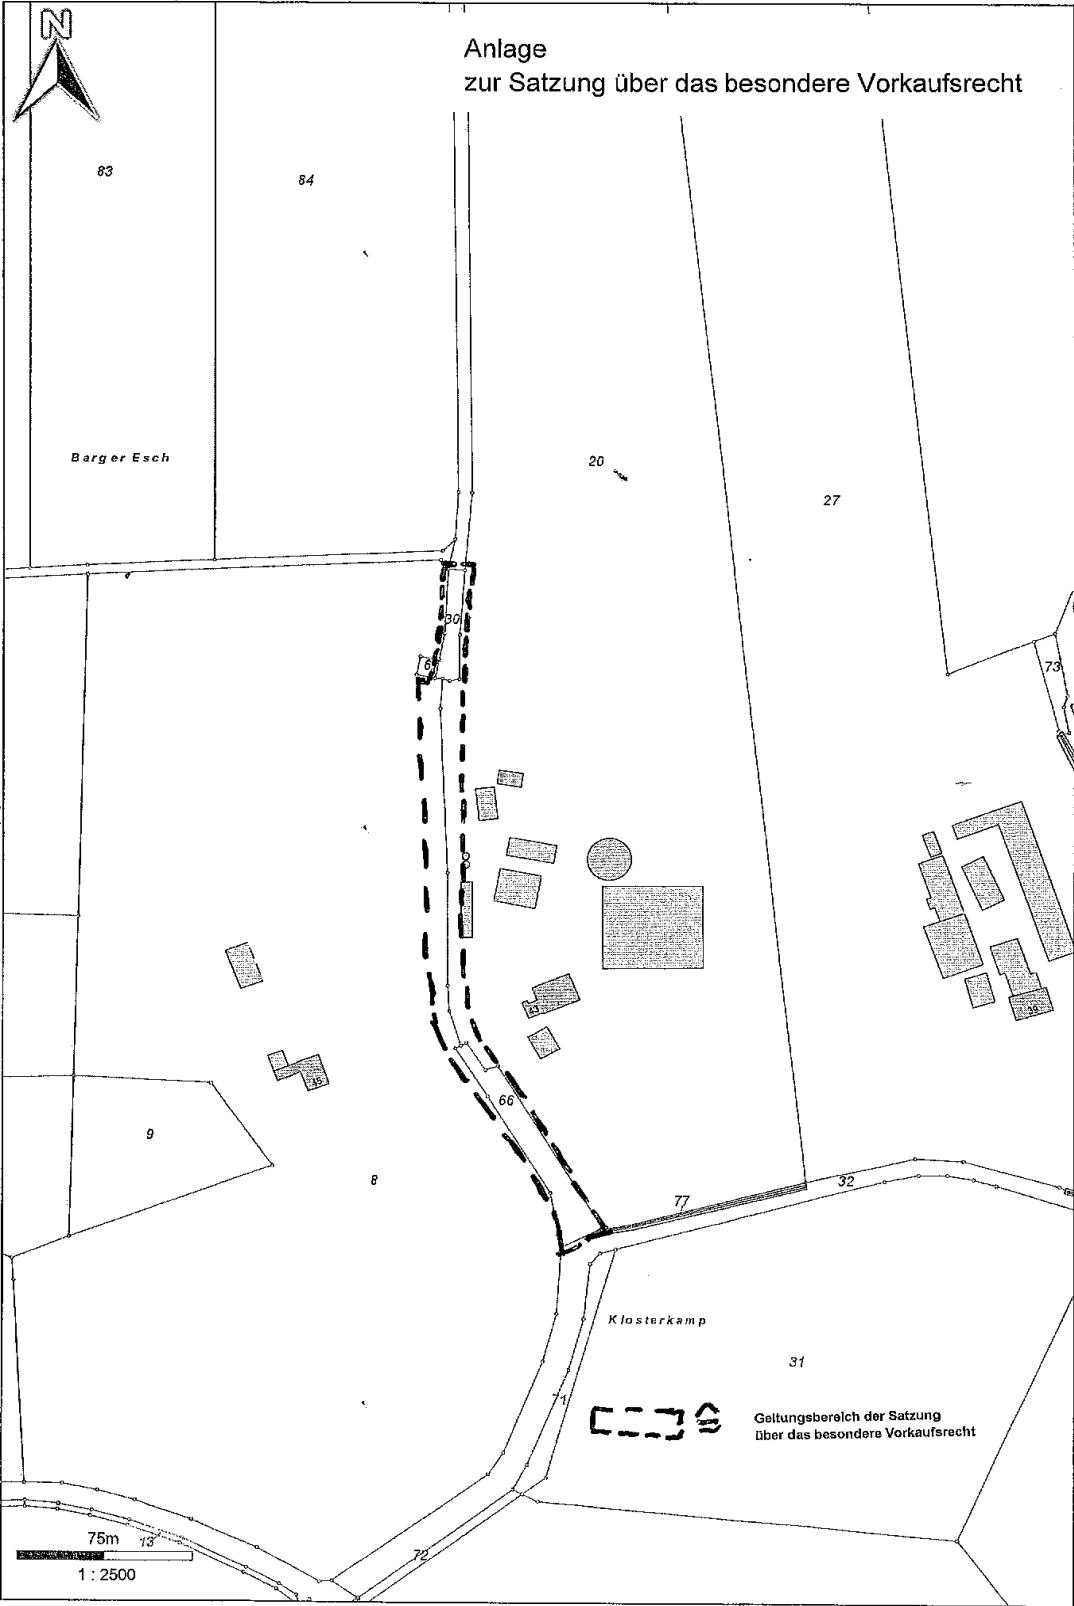 N
Anlage
zur Satzung über das besondere Vorkaufsrecht
83
84
Barger Esch
20
27
30
6
73
43
39
45
66
9
8
32
77
Klosterkamp
31
71
Geltungsbereich der Satzung
über das besondere Vorkaufsrecht
75m
13
72
1 : 2500